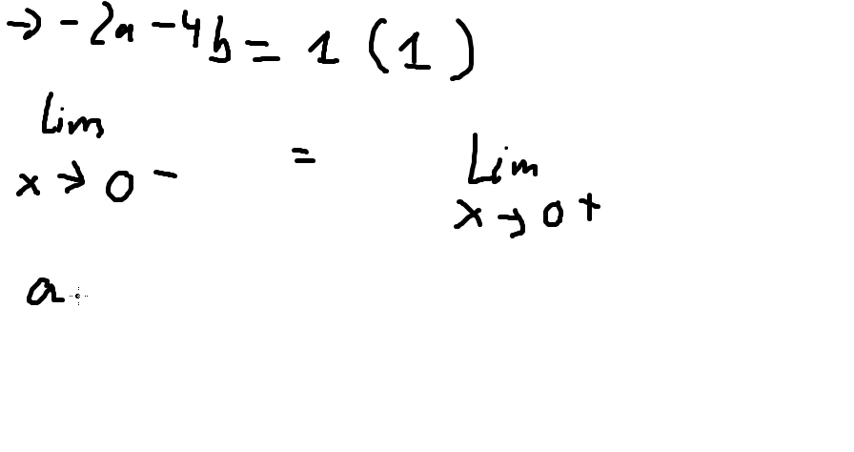 → -2a -4b = 1 (1)
Lim = Lim
x → 0 - x → 0 +
a